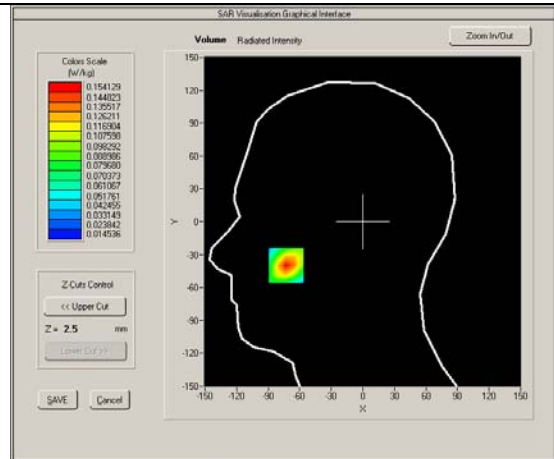 SAR Visualisation Graphical Interface
Volume Radiated Intensity
Zoom In/Out
Colors Scale
(W/kg)
0.154129
0.144823
0.135517
0.126211
0.116904
0.107598
0.098292
0.088986
0.079680
0.070373
0.061067
0.051761
0.042455
0.033149
0.023842
0.014536
Z-Cuts Control
<< Upper Cut
Z = 2.5 mm
Lower Cut >>
SAVE Cancel
150
120
90
60
30
0
-30
-60
-90
-120
-150
Y
-150 -120 -90 -60 -30 0 30 60 90 120 150
X